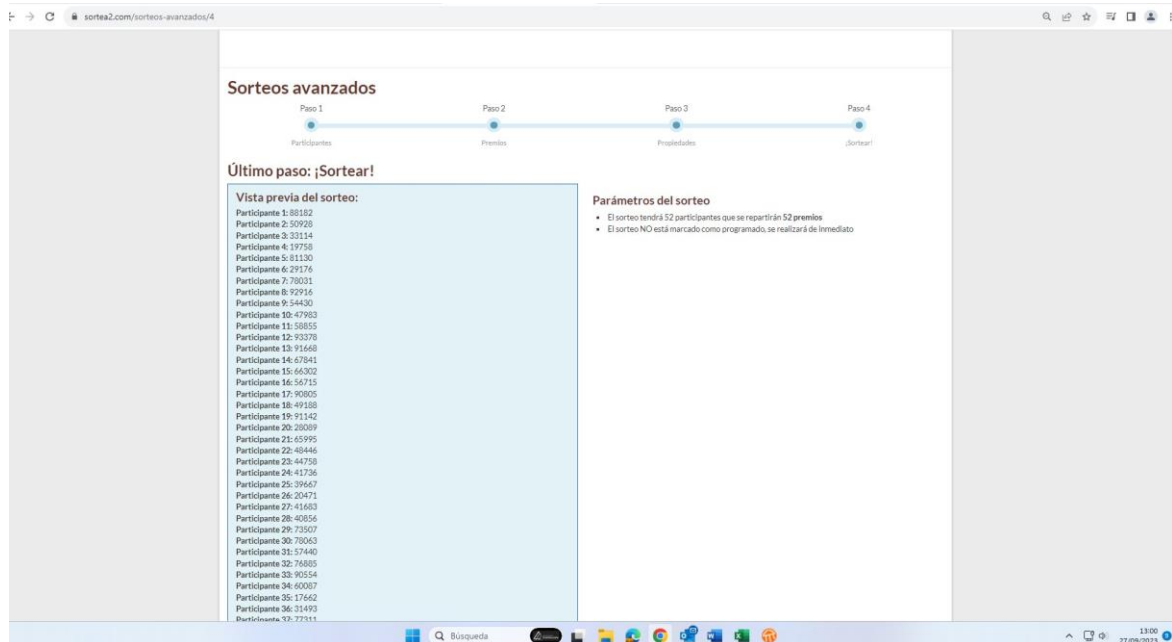 sortea2.com/sorteos-avanzados/4
Sorteos avanzados
Paso 1
Paso 2
Paso 3
Paso 4
Participantes
Premios
Propiedades
¡Sortear!
Último paso: ¡Sortear!
Vista previa del sorteo:
Participante 1: 88182
Participante 2: 50928
Participante 3: 33114
Participante 4: 19758
Participante 5: 81130
Participante 6: 29176
Participante 7: 78031
Participante 8: 92916
Participante 9: 54430
Participante 10: 47983
Participante 11: 58855
Participante 12: 93378
Participante 13: 91668
Participante 14: 67841
Participante 15: 66302
Participante 16: 56715
Participante 17: 90805
Participante 18: 49188
Participante 19: 91142
Participante 20: 28089
Participante 21: 65995
Participante 22: 48446
Participante 23: 44758
Participante 24: 41736
Participante 25: 39667
Participante 26: 20471
Participante 27: 41683
Participante 28: 40856
Participante 29: 73507
Participante 30: 78063
Participante 31: 57440
Participante 32: 76885
Participante 33: 90554
Participante 34: 60087
Participante 35: 17662
Participante 36: 31493
Participante 37: 77311
Parámetros del sorteo
El sorteo tendrá 52 participantes que se repartirán 52 premios
El sorteo NO está marcado como programado, se realizará de inmediato
Búsqueda
13:00
27/09/2023